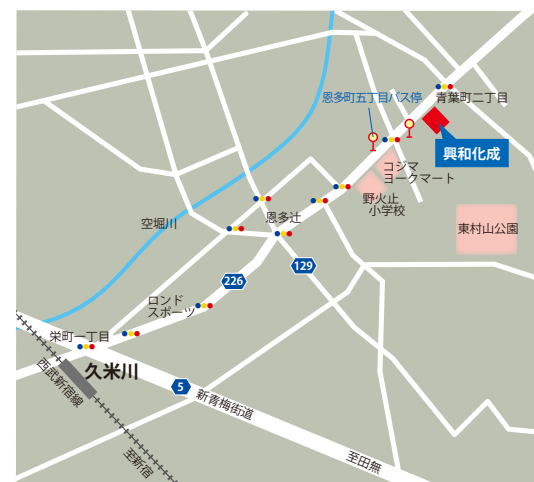 恩多町五丁目バス停
青葉町二丁目
興和化成
コジマ
ヨークマート
野火止
小学校
東村山公園
空堀川
恩多辻
129
226
ロンド
スポーツ
栄町一丁目
久米川
西武新宿線
5
新青梅街道
至新宿
至田無